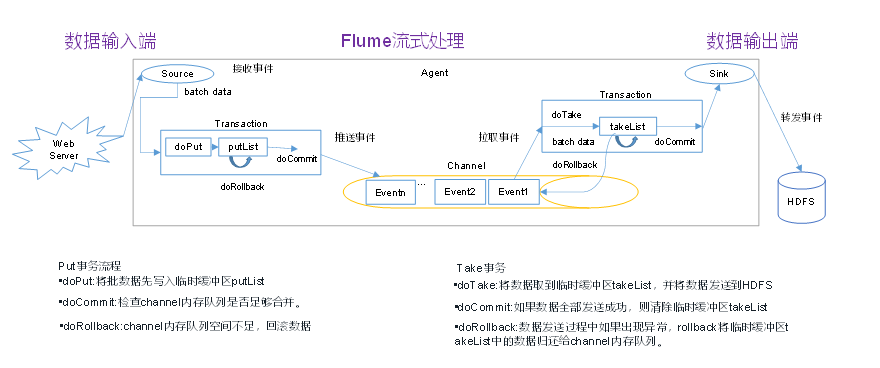 数据输入端
Flume流式处理
数据输出端
Source
接收事件
Agent
Sink
batch data
Transaction
Transaction
doTake
转发事件
Web
Server
doPut
putList
doCommit
推送事件
拉取事件
takeList
batch data
doCommit
doRollback
Channel
doRollback
Eventn
...
Event2
Event1
HDFS
Put事务流程
•doPut:将批数据先写入临时缓冲区putList
•doCommit:检查channel内存队列是否足够合并。
•doRollback:channel内存队列空间不足，回滚数据
Take事务
•doTake:将数据取到临时缓冲区takeList，并将数据发送到HDFS
•doCommit:如果数据全部发送成功，则清除临时缓冲区takeList
•doRollback:数据发送过程中如果出现异常，rollback将临时缓冲区t
akeList中的数据归还给channel内存队列。